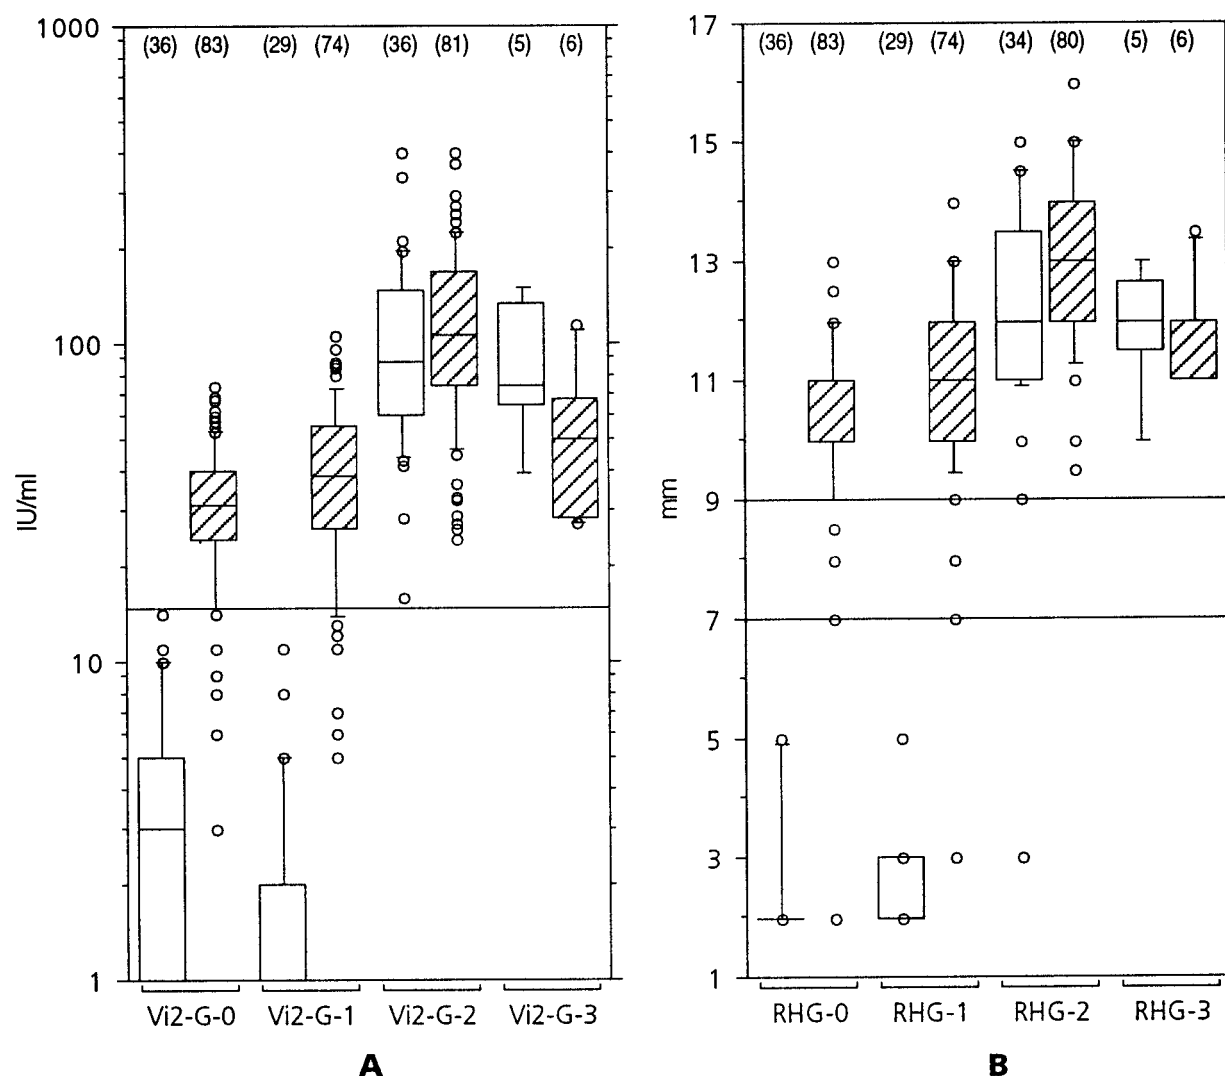 1000
(36) (83) (29) (74) (36) (81) (5) (6)
100
10
1
IU/ml
Vi2-G-0 Vi2-G-1 Vi2-G-2 Vi2-G-3
A
17
(36) (83) (29) (74) (34) (80) (5) (6)
15
13
11
9
7
5
3
1
mm
RHG-0 RHG-1 RHG-2 RHG-3
B